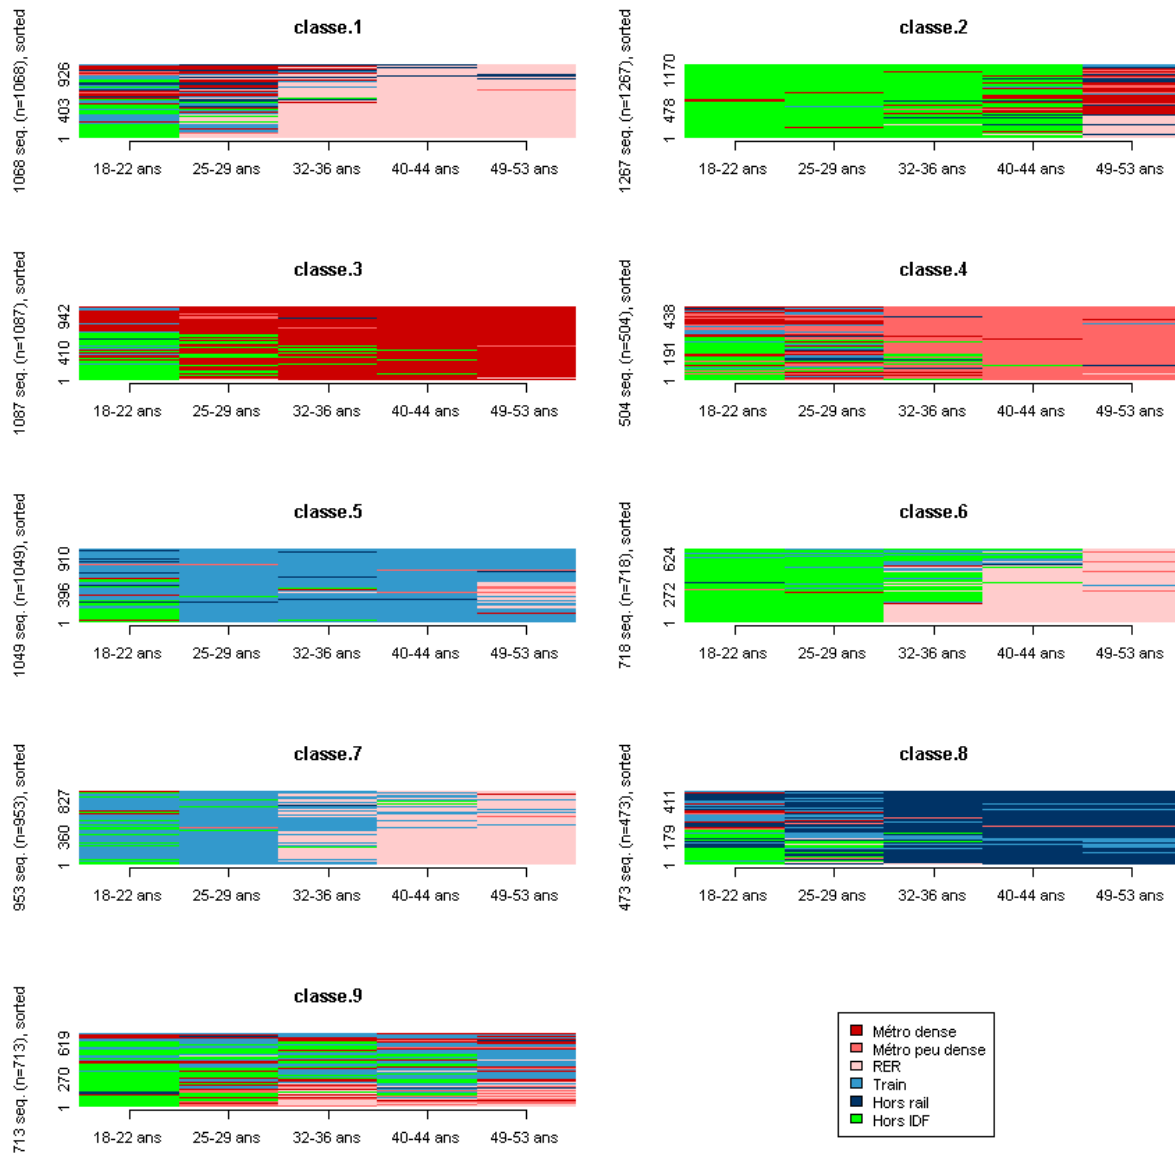 classe.1
1068 seq. (n=1068), sorted
1 403 926
18-22 ans 25-29 ans 32-36 ans 40-44 ans 49-53 ans
classe.2
1267 seq. (n=1267), sorted
1 478 1170
18-22 ans 25-29 ans 32-36 ans 40-44 ans 49-53 ans
classe.3
1087 seq. (n=1087), sorted
1 410 942
18-22 ans 25-29 ans 32-36 ans 40-44 ans 49-53 ans
classe.4
504 seq. (n=504), sorted
1 191 438
18-22 ans 25-29 ans 32-36 ans 40-44 ans 49-53 ans
classe.5
1049 seq. (n=1049), sorted
1 396 910
18-22 ans 25-29 ans 32-36 ans 40-44 ans 49-53 ans
classe.6
718 seq. (n=718), sorted
1 272 624
18-22 ans 25-29 ans 32-36 ans 40-44 ans 49-53 ans
classe.7
953 seq. (n=953), sorted
1 360 827
18-22 ans 25-29 ans 32-36 ans 40-44 ans 49-53 ans
classe.8
473 seq. (n=473), sorted
1 179 411
18-22 ans 25-29 ans 32-36 ans 40-44 ans 49-53 ans
classe.9
713 seq. (n=713), sorted
1 270 619
18-22 ans 25-29 ans 32-36 ans 40-44 ans 49-53 ans
Métro dense
Métro peu dense
RER
Train
Hors rail
Hors IDF